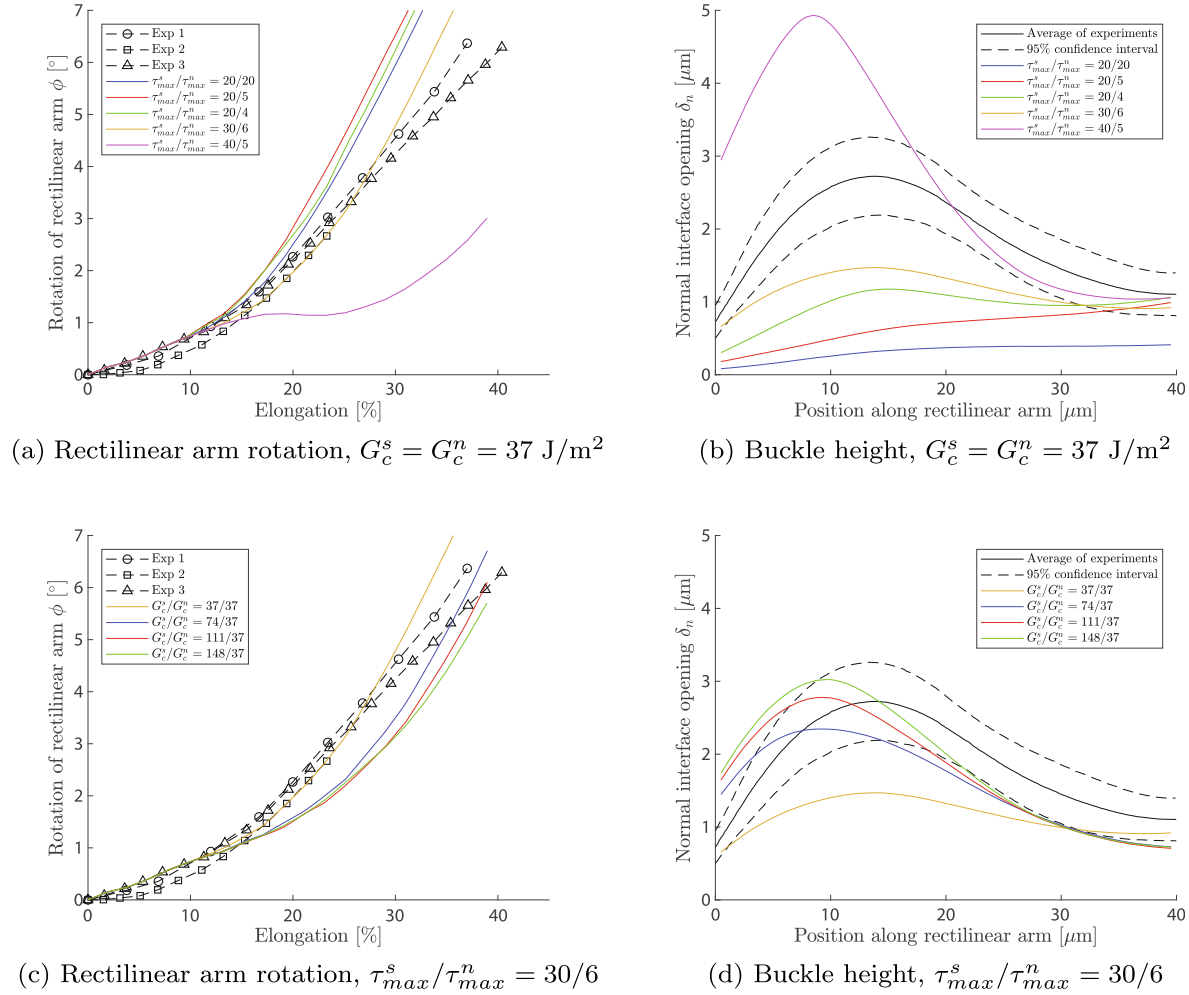 7
6
5
4
3
2
1
0
Rotation of rectilinear arm ϕ [°]
Exp 1
Exp 2
Exp 3
τ^s_max/τ^n_max = 20/20
τ^s_max/τ^n_max = 20/5
τ^s_max/τ^n_max = 20/4
τ^s_max/τ^n_max = 30/6
τ^s_max/τ^n_max = 40/5
0 10 20 30 40
Elongation [%]
(a) Rectilinear arm rotation, G^s_c = G^n_c = 37 J/m²
5
4
3
2
1
0
Normal interface opening δ_n [μm]
Average of experiments
95% confidence interval
τ^s_max/τ^n_max = 20/20
τ^s_max/τ^n_max = 20/5
τ^s_max/τ^n_max = 20/4
τ^s_max/τ^n_max = 30/6
τ^s_max/τ^n_max = 40/5
0 10 20 30 40
Position along rectilinear arm [μm]
(b) Buckle height, G^s_c = G^n_c = 37 J/m²
7
6
5
4
3
2
1
0
Rotation of rectilinear arm ϕ [°]
Exp 1
Exp 2
Exp 3
G^s_c/G^n_c = 37/37
G^s_c/G^n_c = 74/37
G^s_c/G^n_c = 111/37
G^s_c/G^n_c = 148/37
0 10 20 30 40
Elongation [%]
(c) Rectilinear arm rotation, τ^s_max/τ^n_max = 30/6
5
4
3
2
1
0
Normal interface opening δ_n [μm]
Average of experiments
95% confidence interval
G^s_c/G^n_c = 37/37
G^s_c/G^n_c = 74/37
G^s_c/G^n_c = 111/37
G^s_c/G^n_c = 148/37
0 10 20 30 40
Position along rectilinear arm [μm]
(d) Buckle height, τ^s_max/τ^n_max = 30/6